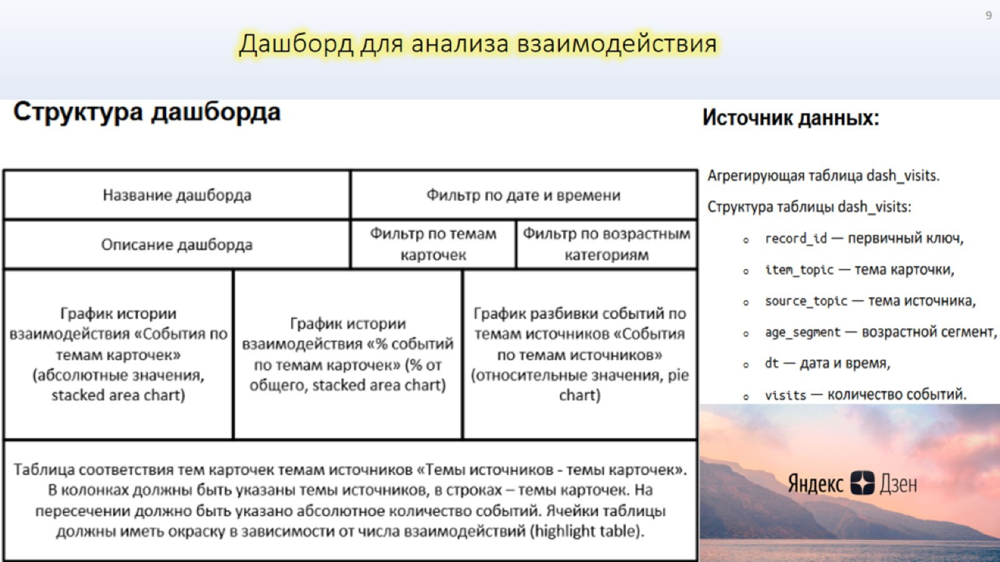 9
Дашборд для анализа взаимодействия
Структура дашборда
Название дашборда
Фильтр по дате и времени
Описание дашборда
Фильтр по темам
карточек
Фильтр по возрастным
категориям
График истории
взаимодействия «События по
темам карточек»
(абсолютные значения,
stacked area chart)
График истории
взаимодействия «% событий
по темам карточек» (% от
общего, stacked area chart)
График разбивки событий по
темам источников «События
по темам источников»
(относительные значения, pie
chart)
Таблица соответствия тем карточек темам источников «Темы источников - темы карточек».
В колонках должны быть указаны темы источников, в строках – темы карточек. На
пересечении должно быть указано абсолютное количество событий. Ячейки таблицы
должны иметь окраску в зависимости от числа взаимодействий (highlight table).
Источник данных:
Агрегирующая таблица dash_visits.
Структура таблицы dash_visits:
record_id — первичный ключ,
item_topic — тема карточки,
source_topic — тема источника,
age_segment — возрастной сегмент,
dt — дата и время,
visits — количество событий.
Яндекс Дзен